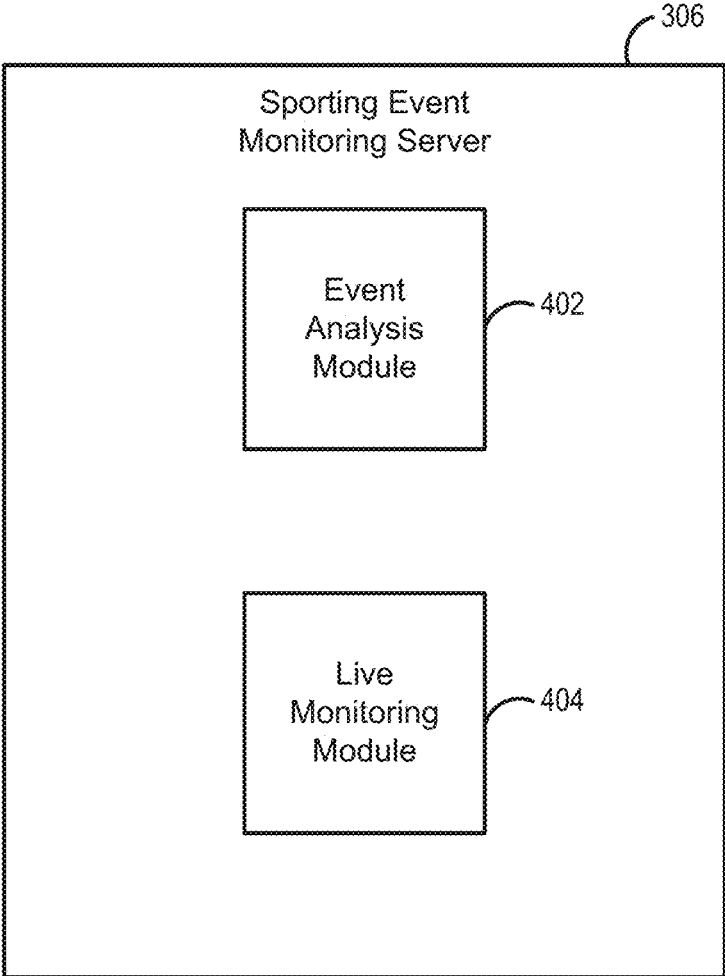 306
Sporting Event
Monitoring Server
Event
Analysis
Module
402
Live
Monitoring
Module
404